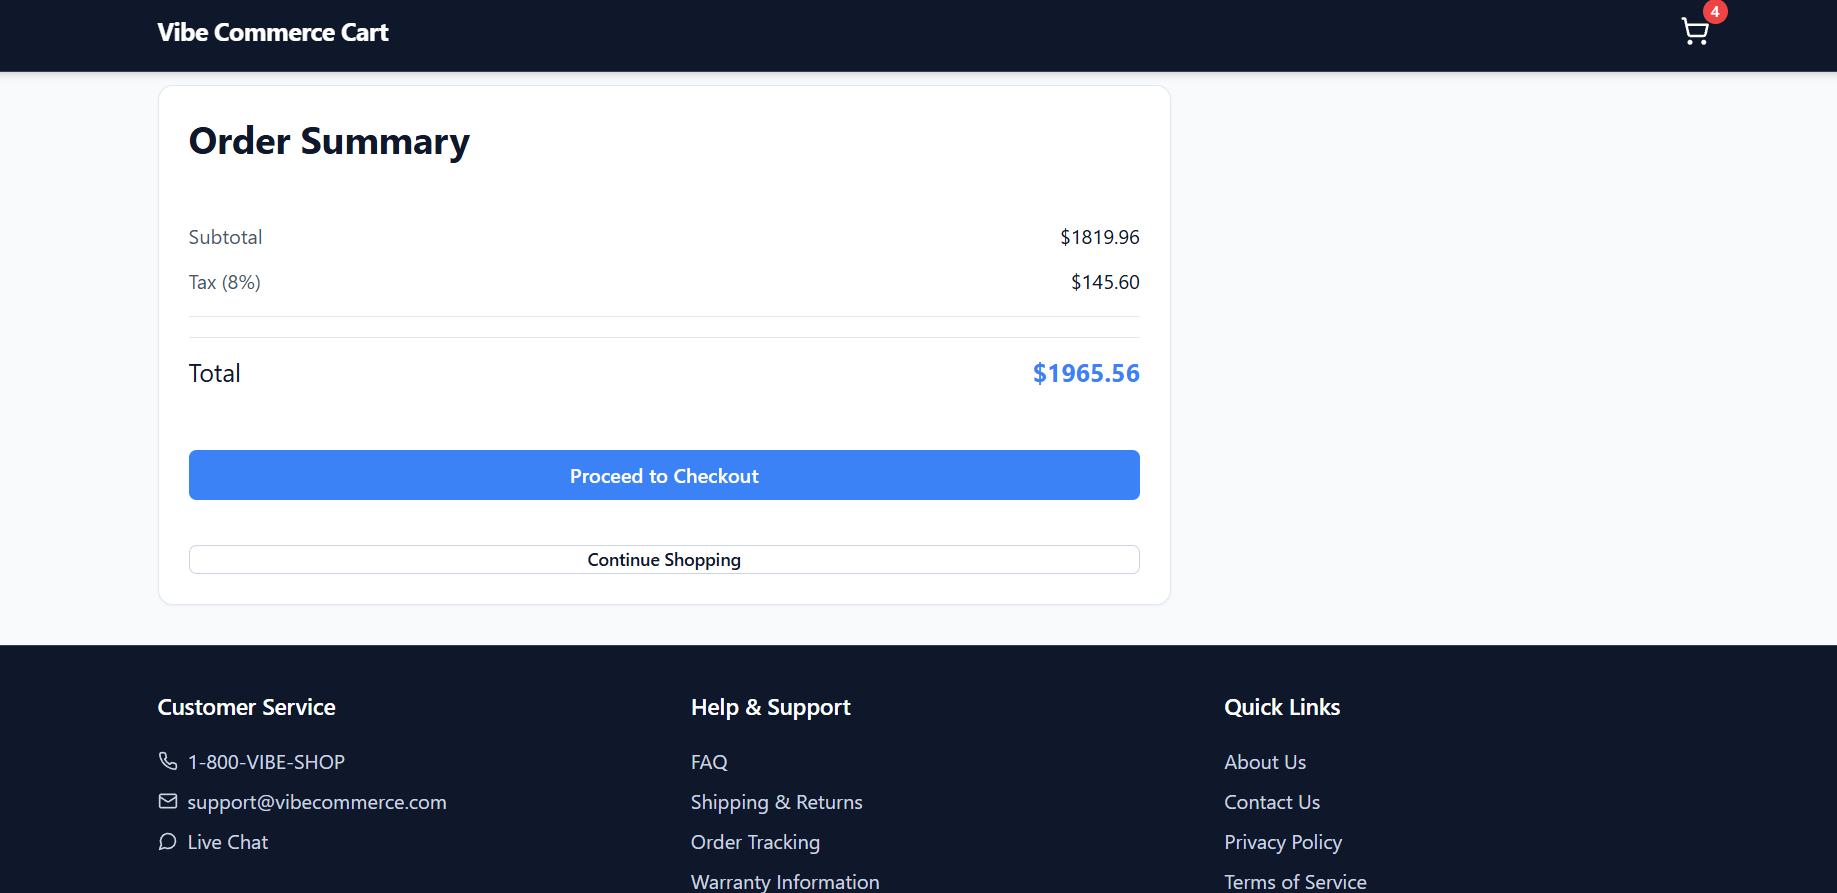 Vibe Commerce Cart
4
Order Summary
Subtotal $1819.96
Tax (8%) $145.60
Total $1965.56
Proceed to Checkout
Continue Shopping
Customer Service
1-800-VIBE-SHOP
support@vibecommerce.com
Live Chat
Help & Support
FAQ
Shipping & Returns
Order Tracking
Warranty Information
Quick Links
About Us
Contact Us
Privacy Policy
Terms of Service